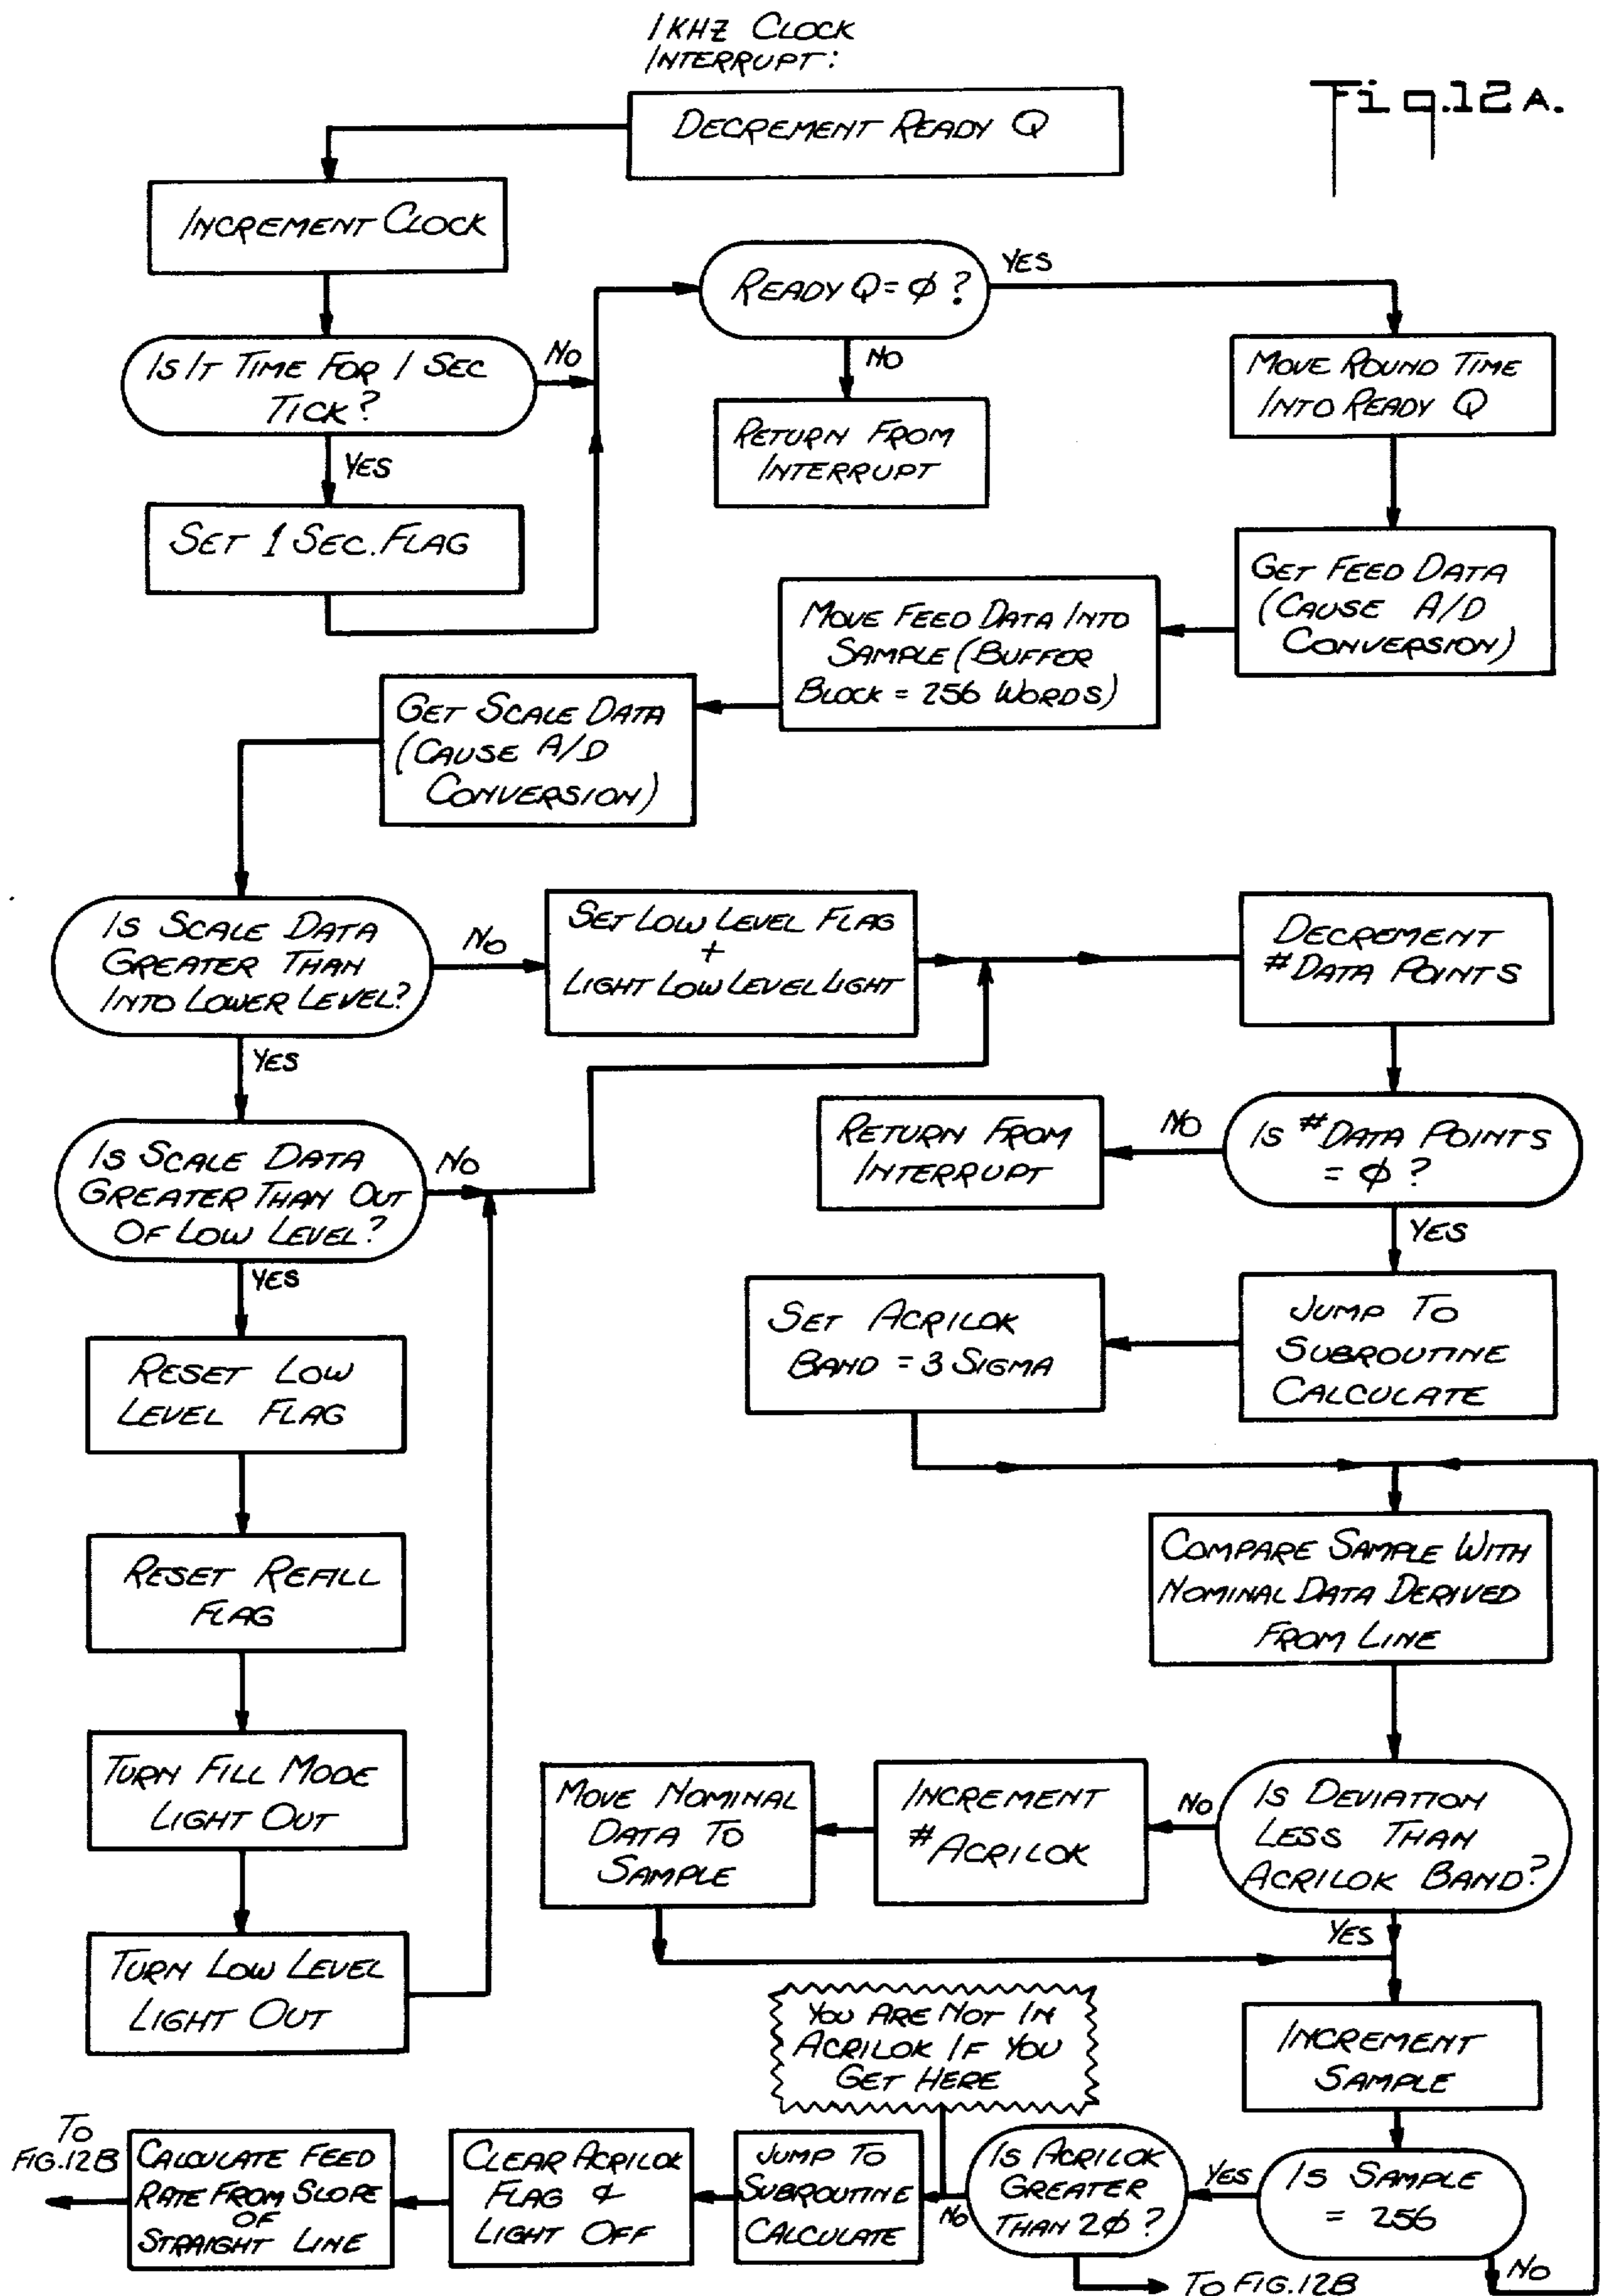 1 KHZ CLOCK
INTERRUPT:
Fig.12A.
DECREMENT READY Q
INCREMENT CLOCK
READY Q = ϕ ?
YES
NO
IS IT TIME FOR 1 SEC
TICK?
NO
YES
MOVE ROUND TIME
INTO READY Q
RETURN FROM
INTERRUPT
SET 1 SEC. FLAG
GET FEED DATA
(CAUSE A/D
CONVERSION)
MOVE FEED DATA INTO
SAMPLE (BUFFER
BLOCK = 256 WORDS)
GET SCALE DATA
(CAUSE A/D
CONVERSION)
IS SCALE DATA
GREATER THAN
INTO LOWER LEVEL?
NO
YES
SET LOW LEVEL FLAG
+
LIGHT LOW LEVEL LIGHT
DECREMENT
#DATA POINTS
IS SCALE DATA
GREATER THAN OUT
OF LOW LEVEL?
NO
YES
RETURN FROM
INTERRUPT
NO
IS #DATA POINTS
= ϕ ?
YES
RESET LOW
LEVEL FLAG
SET ACRILOK
BAND = 3 SIGMA
JUMP TO
SUBROUTINE
CALCULATE
RESET REFILL
FLAG
COMPARE SAMPLE WITH
NOMINAL DATA DERIVED
FROM LINE
TURN FILL MODE
LIGHT OUT
MOVE NOMINAL
DATA TO
SAMPLE
INCREMENT
#ACRILOK
NO
IS DEVIATION
LESS THAN
ACRILOK BAND?
YES
TURN LOW LEVEL
LIGHT OUT
YOU ARE NOT IN
ACRILOK IF YOU
GET HERE
INCREMENT
SAMPLE
TO
FIG.12B
CALCULATE FEED
RATE FROM SLOPE
OF
STRAIGHT LINE
CLEAR ACRILOK
FLAG &
LIGHT OFF
JUMP TO
SUBROUTINE
CALCULATE
NO
IS ACRILOK
GREATER
THAN 2ϕ ?
YES
IS SAMPLE
= 256
NO
TO FIG.12B